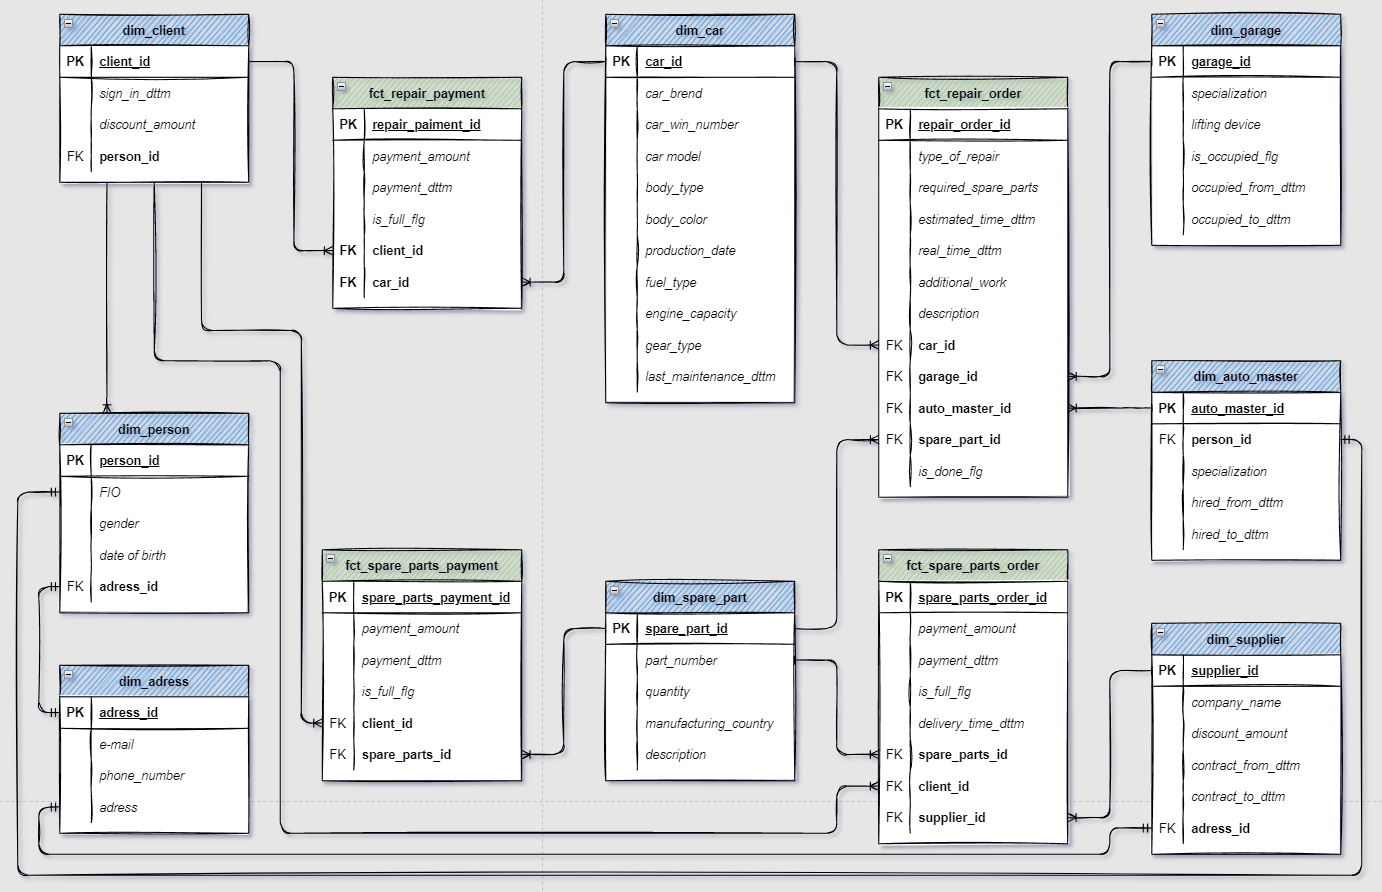 dim_client
PK client_id
sign_in_dttm
discount_amount
FK person_id
fct_repair_payment
PK repair_paiment_id
payment_amount
payment_dttm
is_full_flg
FK client_id
FK car_id
dim_car
PK car_id
car_brend
car_win_number
car model
body_type
body_color
production_date
fuel_type
engine_capacity
gear_type
last_maintenance_dttm
fct_repair_order
PK repair_order_id
type_of_repair
required_spare_parts
estimated_time_dttm
real_time_dttm
additional_work
description
FK car_id
FK garage_id
FK auto_master_id
FK spare_part_id
is_done_flg
dim_garage
PK garage_id
specialization
lifting device
is_occupied_flg
occupied_from_dttm
occupied_to_dttm
dim_auto_master
PK auto_master_id
FK person_id
specialization
hired_from_dttm
hired_to_dttm
dim_person
PK person_id
FIO
gender
date of birth
FK adress_id
dim_adress
PK adress_id
e-mail
phone_number
adress
fct_spare_parts_payment
PK spare_parts_payment_id
payment_amount
payment_dttm
is_full_flg
FK client_id
FK spare_parts_id
dim_spare_part
PK spare_part_id
part_number
quantity
manufacturing_country
description
fct_spare_parts_order
PK spare_parts_order_id
payment_amount
payment_dttm
is_full_flg
delivery_time_dttm
FK spare_parts_id
FK client_id
FK supplier_id
dim_supplier
PK supplier_id
company_name
discount_amount
contract_from_dttm
contract_to_dttm
FK adress_id